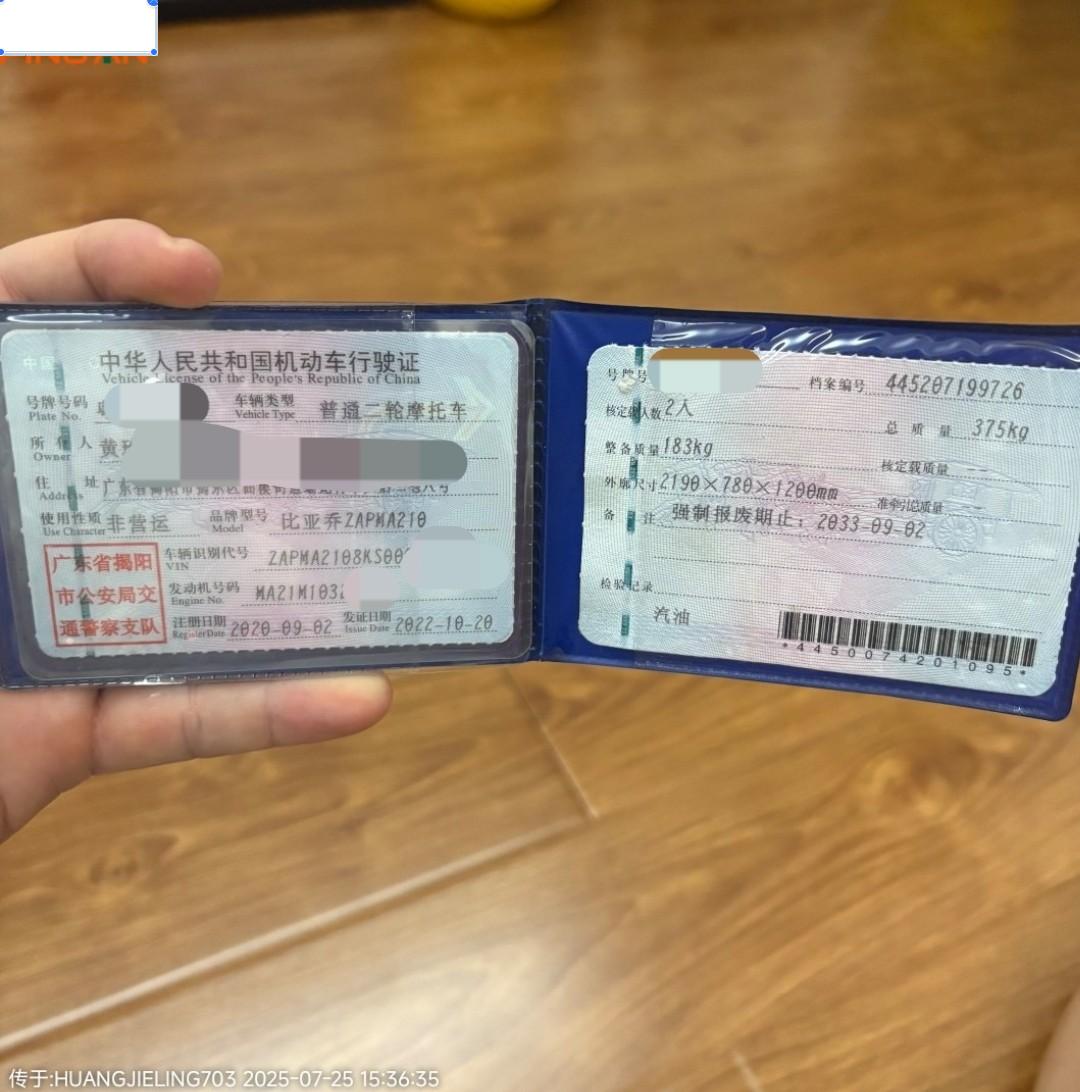 中华人民共和国机动车行驶证
Vehicle License of the People's Republic of China
号牌号码
Plate No.
车辆类型 普通二轮摩托车
Vehicle Type
所有人 黄
Owner
住址
Address
使用性质 非营运
Use Character
品牌型号 比亚乔ZAPMA210
Model
广东省揭阳
市公安局交
通警察支队
车辆识别代号 ZAPMA2108KS00
VIN
发动机号码 MA21M103
Engine No.
注册日期 2020-09-02
Register Date
发证日期 2022-10-20
Issue Date
号牌号
档案编号 445207199726
核定载人数 2人
总质量 375kg
整备质量 183kg
核定载质量 --
外廓尺寸 2190×780×1200mm
准牵引总质量 --
备注 强制报废期止：2033-09-02
检验记录
汽油
*4450074201095*
传于:HUANGJIELING703 2025-07-25 15:36:35